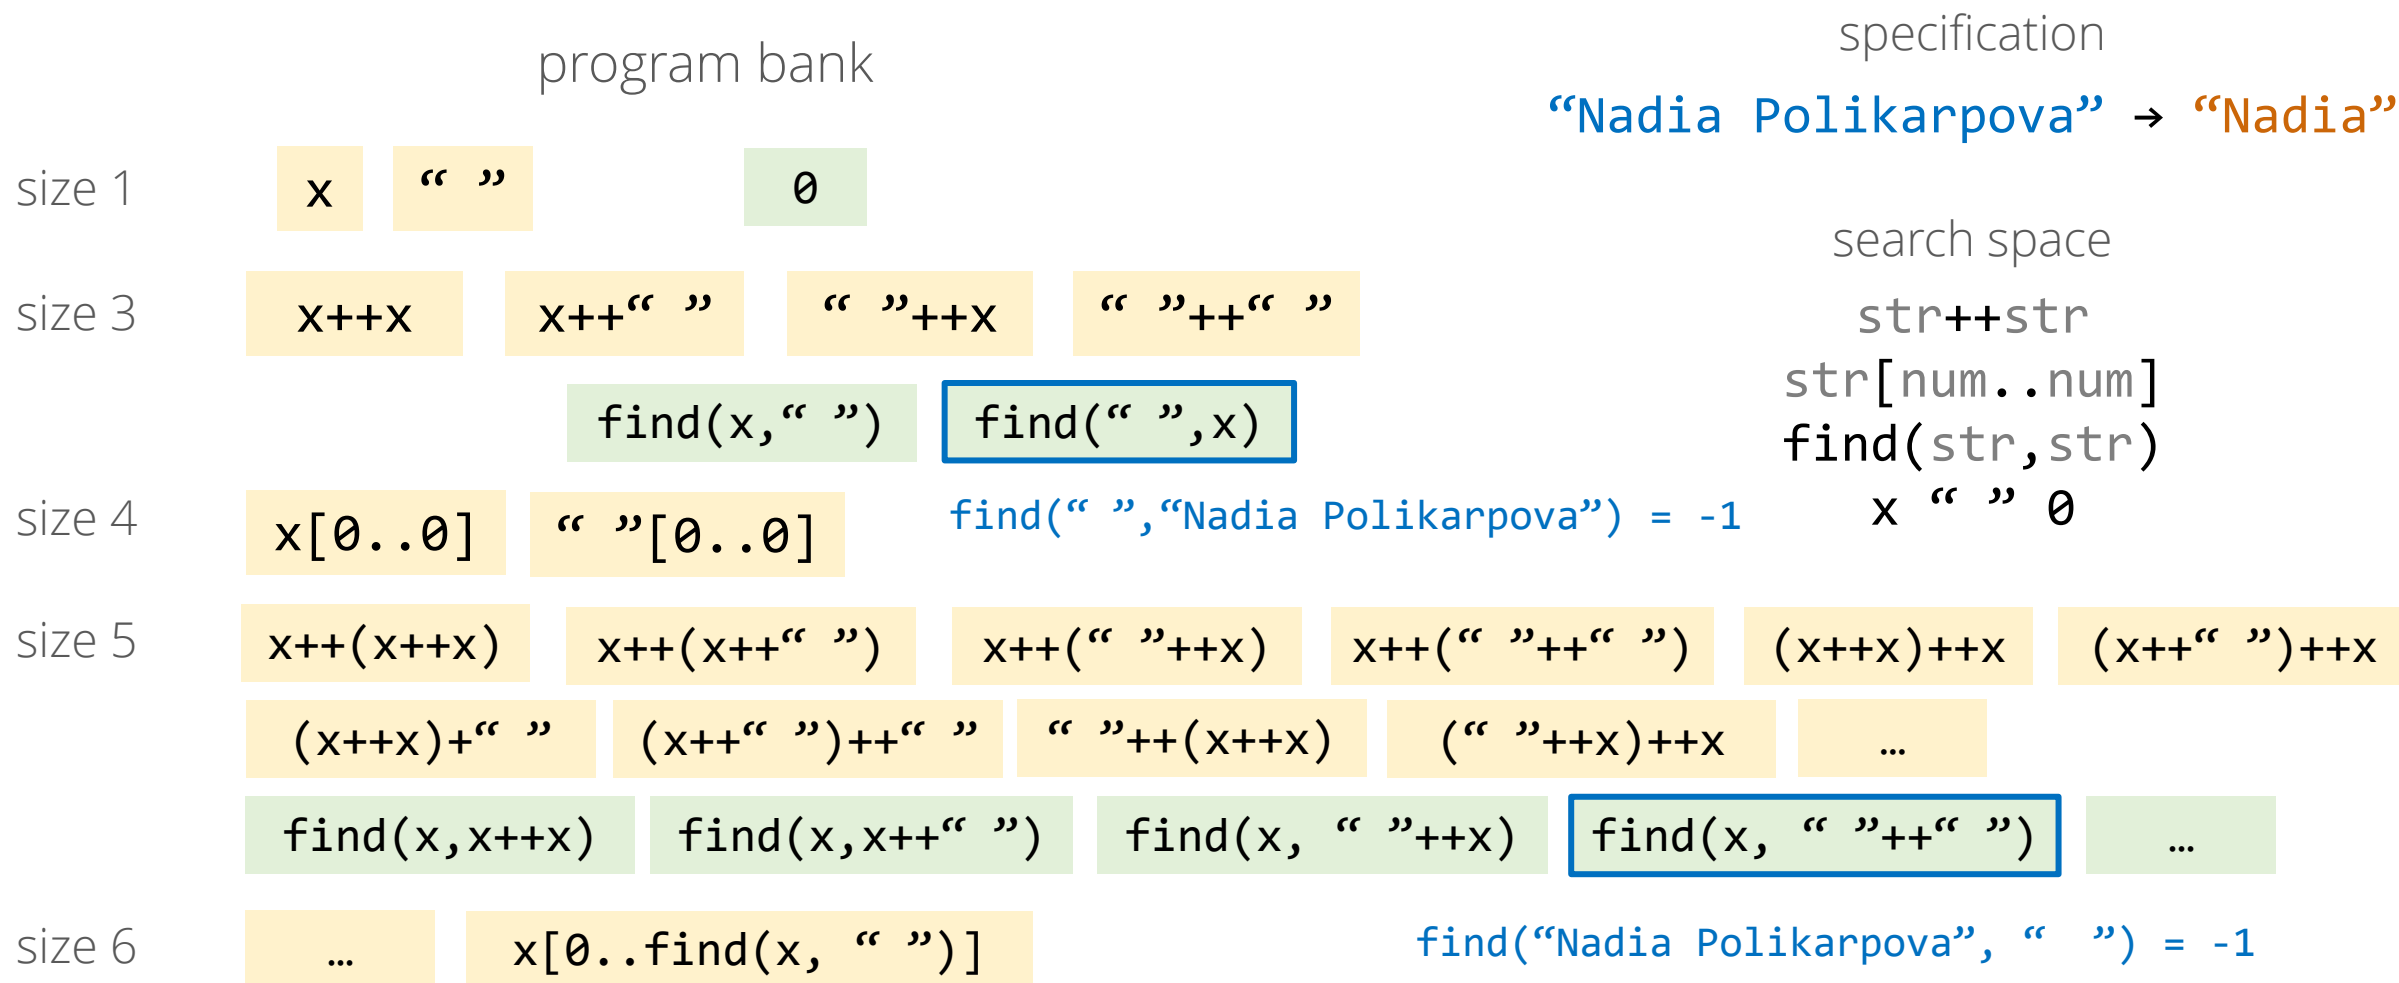 program bank
specification
“Nadia Polikarpova” → “Nadia”
size 1
x
“ ”
0
search space
str++str
str[num..num]
find(str,str)
x “ ” 0
size 3
x++x
x++“ ”
“ ”++x
“ ”++“ ”
find(x,“ ”)
find(“ ”,x)
size 4
x[0..0]
“ ”[0..0]
find(“ ”,“Nadia Polikarpova”) = -1
size 5
x++(x++x)
x++(x++“ ”)
x++(“ ”++x)
x++(“ ”++“ ”)
(x++x)++x
(x++“ ”)++x
(x++x)+“ ”
(x++“ ”)++“ ”
“ ”++(x++x)
(“ ”++x)++x
…
find(x,x++x)
find(x,x++“ ”)
find(x, “ ”++x)
find(x, “ ”++“ ”)
…
size 6
…
x[0..find(x, “ ”)]
find(“Nadia Polikarpova”, “  ”) = -1